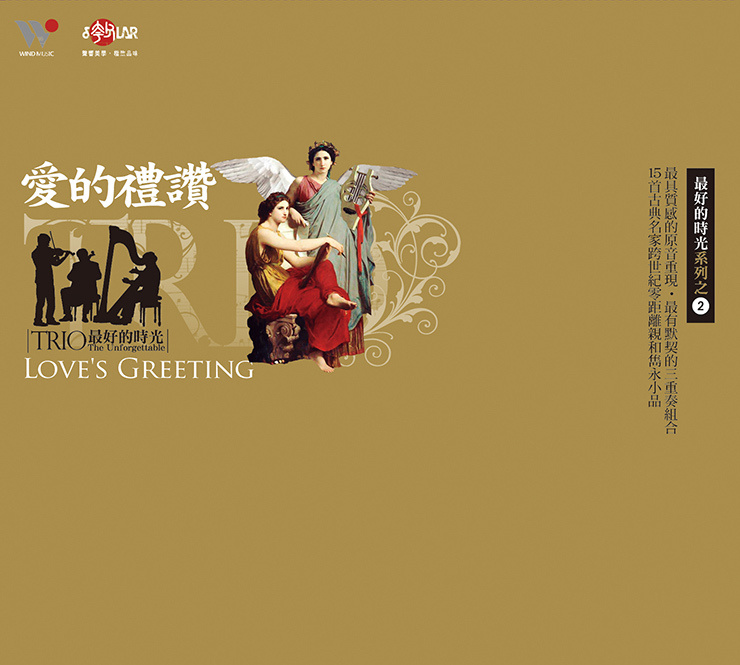 WIND MUSIC
LAR
愛的禮讚
TRIO
TRIO 最好的時光
The Unforgettable
LOVE'S GREETING
最好的時光系列之2
最具質感的原音重現・最有默契的三重奏組合
15首古典名家跨世紀零距離親和雋永小品